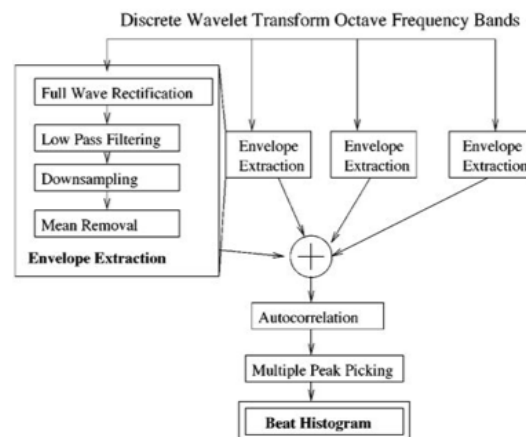 Discrete Wavelet Transform Octave Frequency Bands
Full Wave Rectification
Low Pass Filtering
Downsampling
Mean Removal
Envelope Extraction
Envelope
Extraction
Envelope
Extraction
Envelope
Extraction
Autocorrelation
Multiple Peak Picking
Beat Histogram